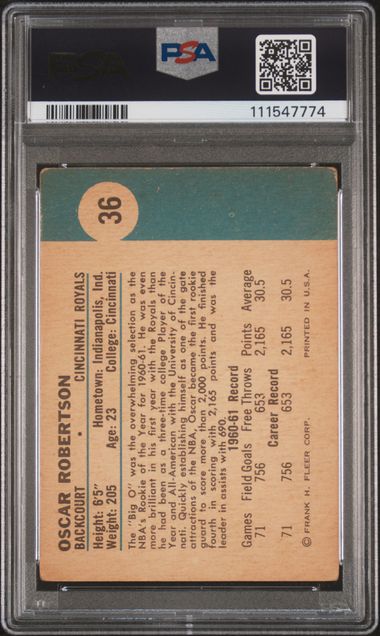 PSA
PSA
111547774
36
OSCAR ROBERTSON
BACKCOURT • CINCINNATI ROYALS
Height: 6'5" Hometown: Indianapolis, Ind.
Weight: 205 Age: 23 College: Cincinnati
The "Big O" was the overwhelming selection as the
NBA's Rookie of the Year for 1960-61. He was even
more brilliant in his first year with the Royals than
he had been as a three-time college Player of the
Year and All-American with the University of Cincin-
nati. Quickly establishing himself as one of the gate
attractions of the NBA, Oscar became the first rookie
guard to score more than 2,000 points. He finished
fourth in scoring with 2,165 points and was the
leader in assists with 690.
1960-61 Record
Games Field Goals Free Throws Points Average
71 756 653 2,165 30.5
Career Record
71 756 653 2,165 30.5
© FRANK H. FLEER CORP. PRINTED IN U.S.A.